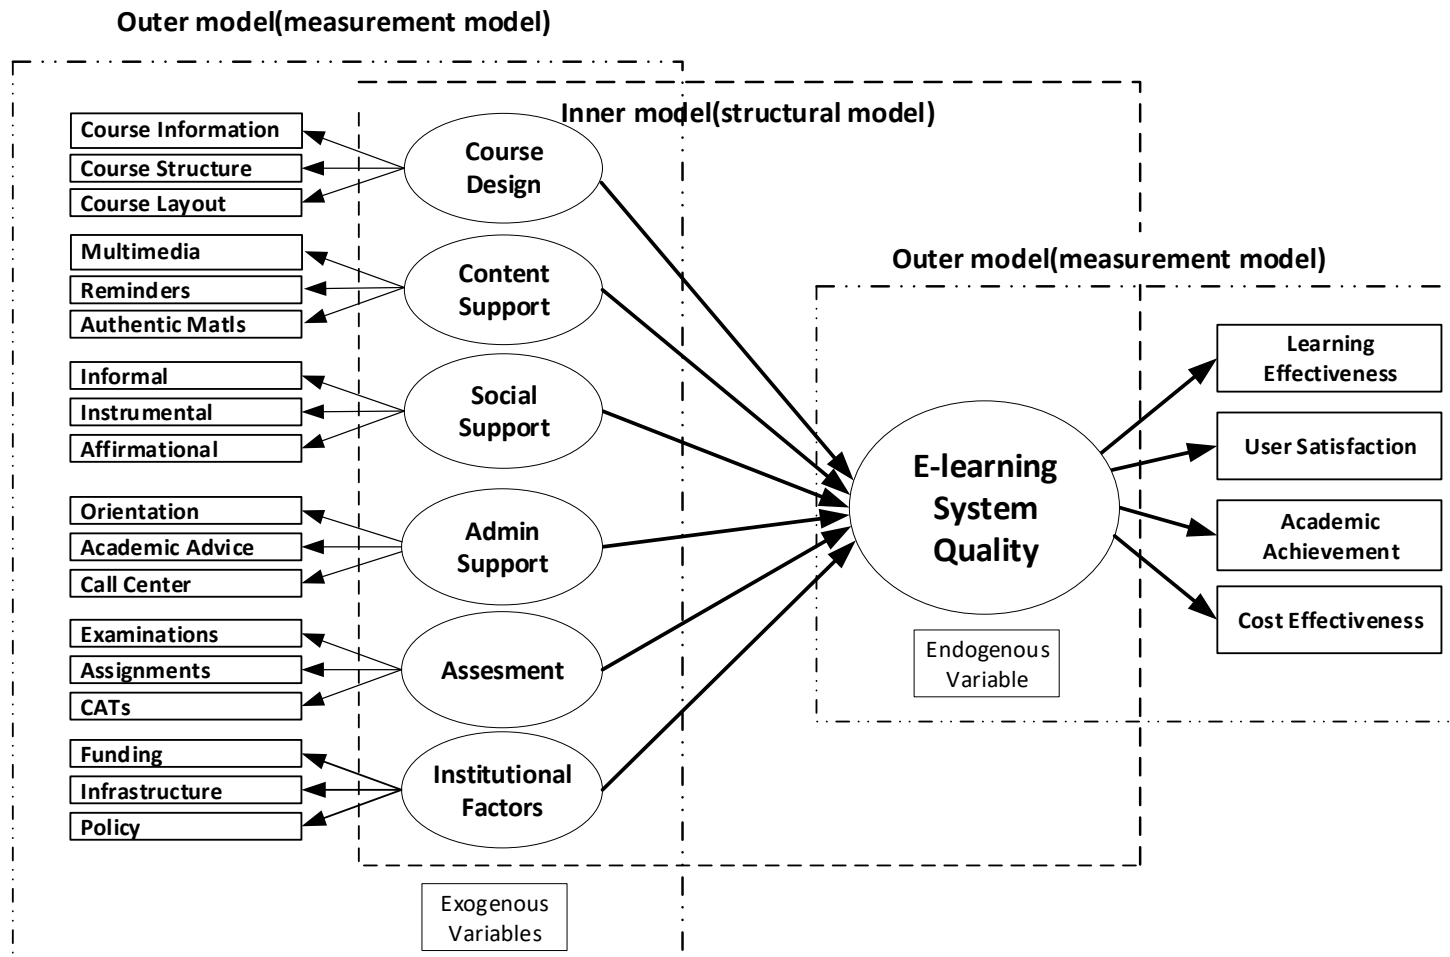 Outer model(measurement model)
Inner model(structural model)
Course Information
Course Structure
Course Layout
Course
Design
Multimedia
Reminders
Authentic Matls
Content
Support
Informal
Instrumental
Affirmational
Social
Support
Orientation
Academic Advice
Call Center
Admin
Support
Examinations
Assignments
CATs
Assesment
Funding
Infrastructure
Policy
Institutional
Factors
Exogenous
Variables
Outer model(measurement model)
E-learning
System
Quality
Endogenous
Variable
Learning
Effectiveness
User Satisfaction
Academic
Achievement
Cost Effectiveness